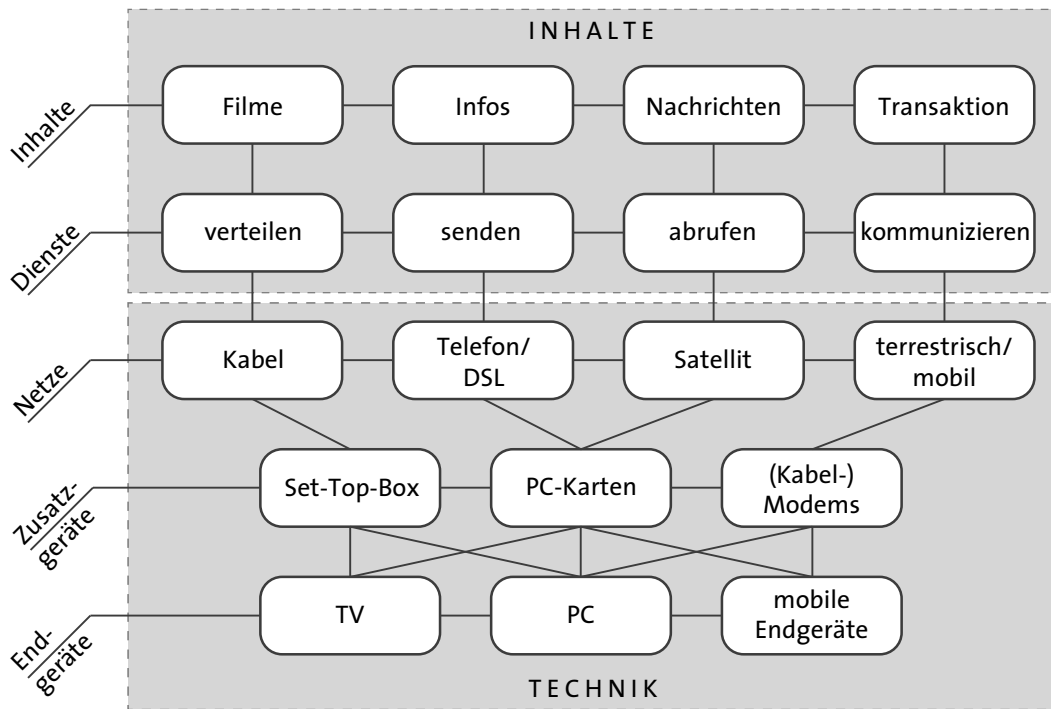 INHALTE
Inhalte
Filme
Infos
Nachrichten
Transaktion
Dienste
verteilen
senden
abrufen
kommunizieren
Netze
Kabel
Telefon/
DSL
Satellit
terrestrisch/
mobil
Zusatz-
geräte
Set-Top-Box
PC-Karten
(Kabel-)
Modems
End-
geräte
TV
PC
mobile
Endgeräte
TECHNIK